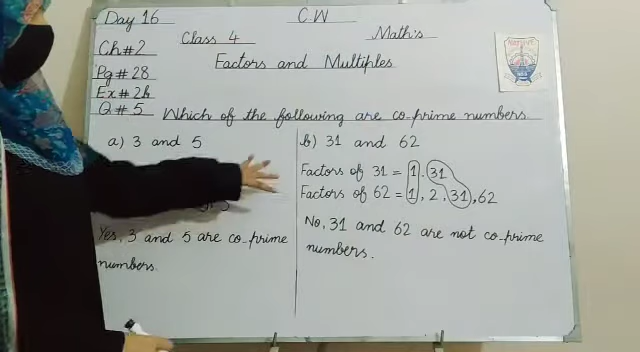 Day 16
C.W
Class 4
Maths
Ch#2
Factors and Multiples
Pg# 28
Ex# 2b
Q# 5 Which of the following are co-prime numbers
a) 3 and 5
Yes, 3 and 5 are co-prime
numbers.
b) 31 and 62
Factors of 31 = 1, 31
Factors of 62 = 1, 2, 31, 62
No, 31 and 62 are not co-prime
numbers.